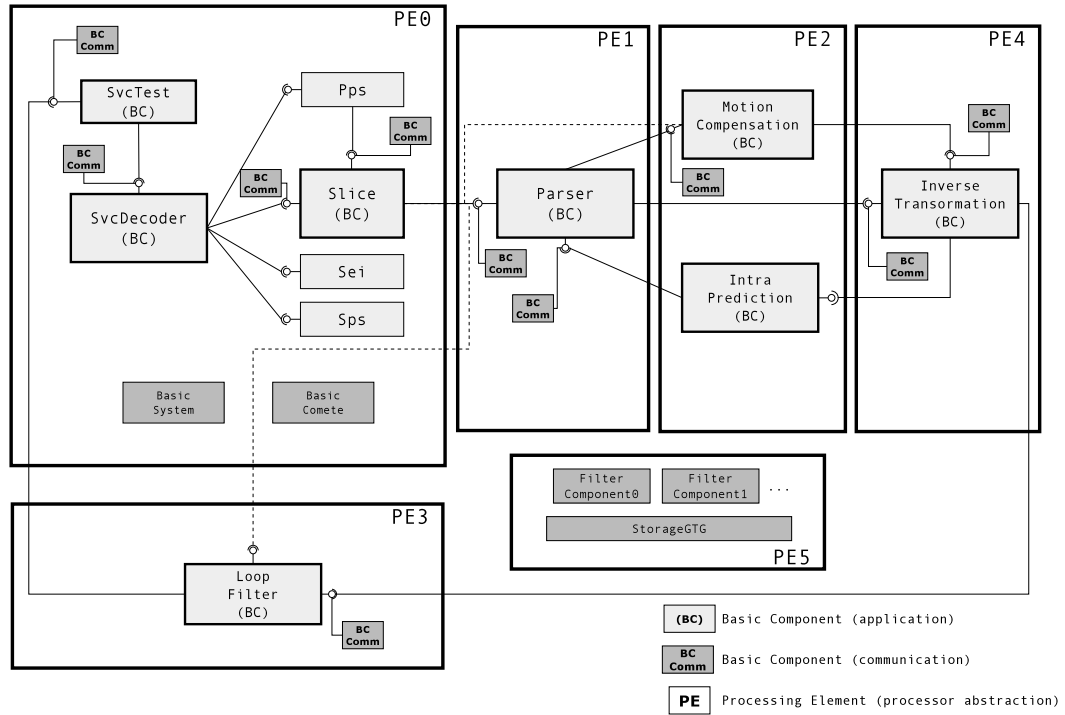 PE0
BC
Comm
SvcTest
(BC)
BC
Comm
SvcDecoder
(BC)
Pps
BC
Comm
BC
Comm
Slice
(BC)
Sei
Sps
Basic
System
Basic
Comete
PE1
Parser
(BC)
BC
Comm
BC
Comm
PE2
Motion
Compensation
(BC)
BC
Comm
Intra
Prediction
(BC)
PE4
BC
Comm
Inverse
Transormation
(BC)
BC
Comm
PE3
Loop
Filter
(BC)
BC
Comm
Filter
Component0
Filter
Component1
...
StorageGTG
PE5
(BC) Basic Component (application)
BC
Comm
Basic Component (communication)
PE Processing Element (processor abstraction)